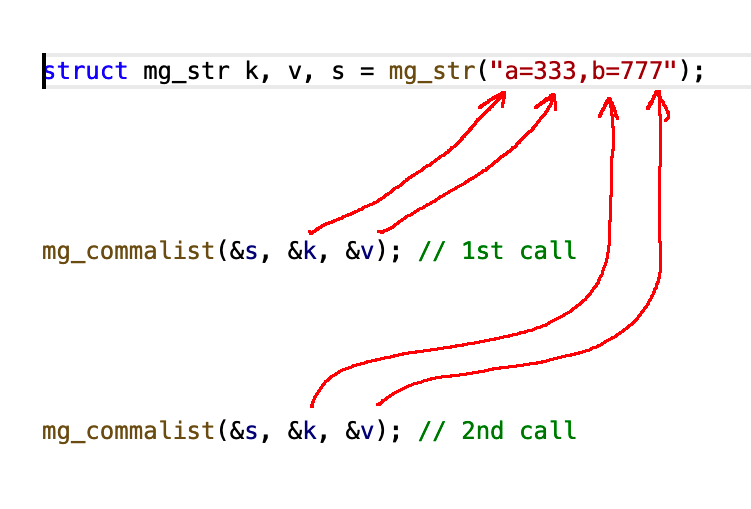 struct mg_str k, v, s = mg_str("a=333,b=777");
mg_commalist(&s, &k, &v); // 1st call
mg_commalist(&s, &k, &v); // 2nd call